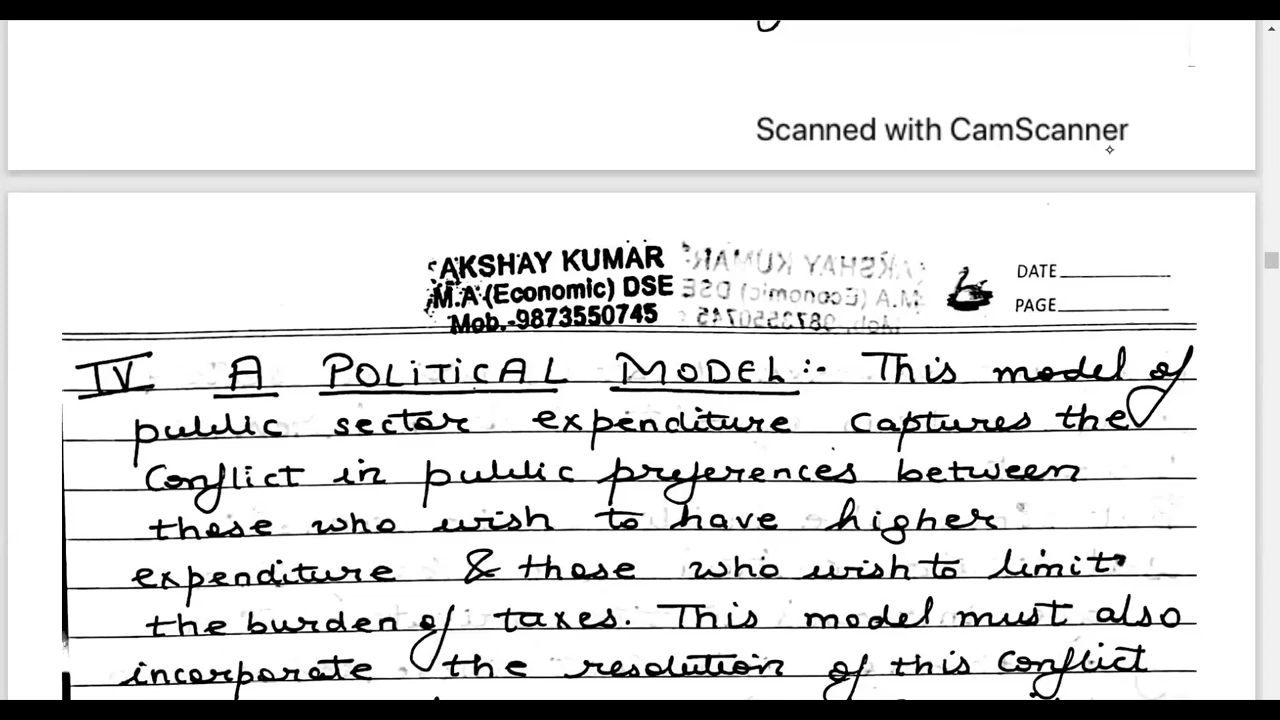 Scanned with CamScanner
AKSHAY KUMAR
M.A (Economic) DSE
Mob.-9873550745
DATE
PAGE
IV A POLITICAL MODEL:- This model of
public sector expenditure captures the
Conflict in public preferences between
those who wish to have higher
expenditure & those who wish to limit
the burden of taxes. This model must also
incorporate the resolution of this Conflict